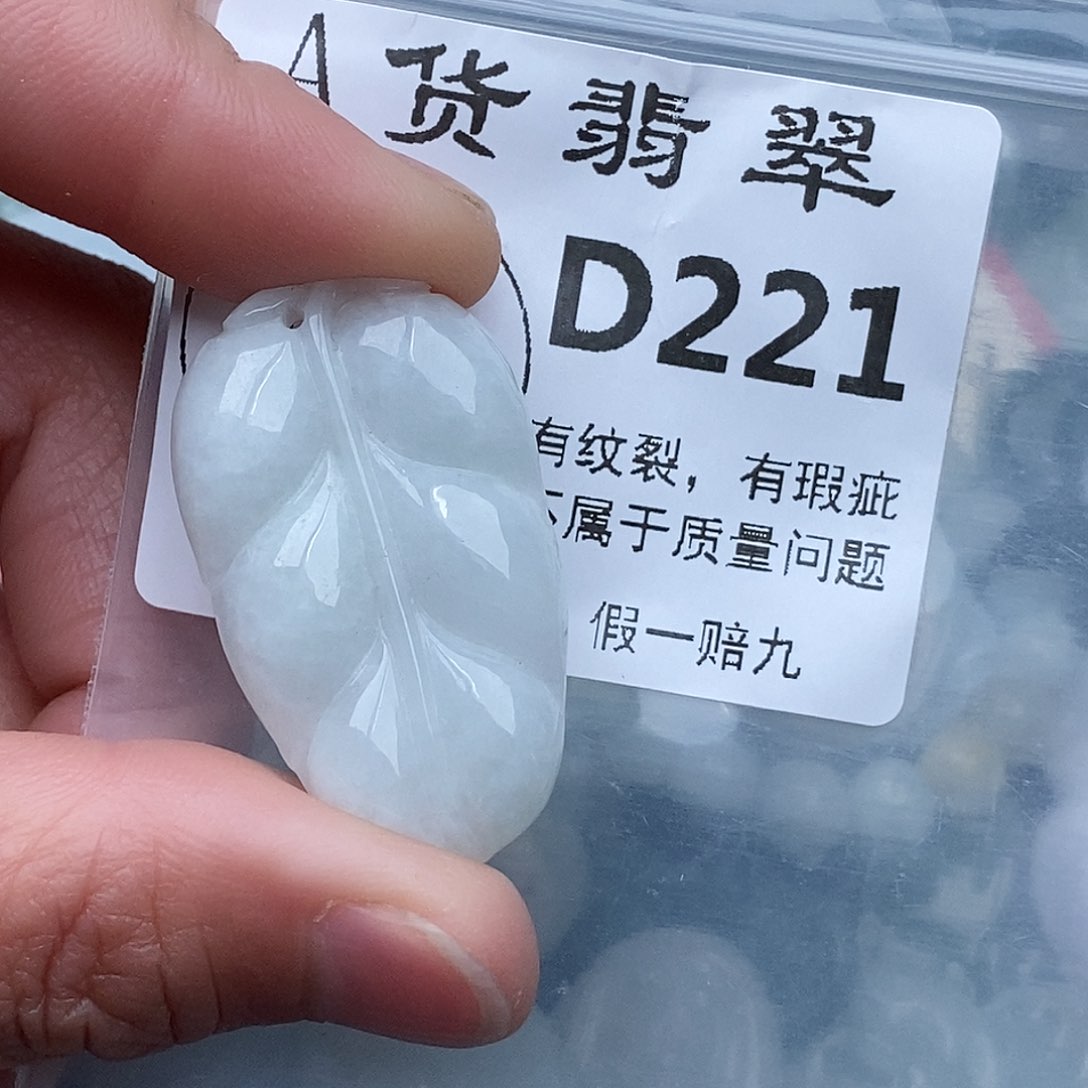 A货翡翠
D221
有纹裂，有瑕疵
不属于质量问题
假一赔九